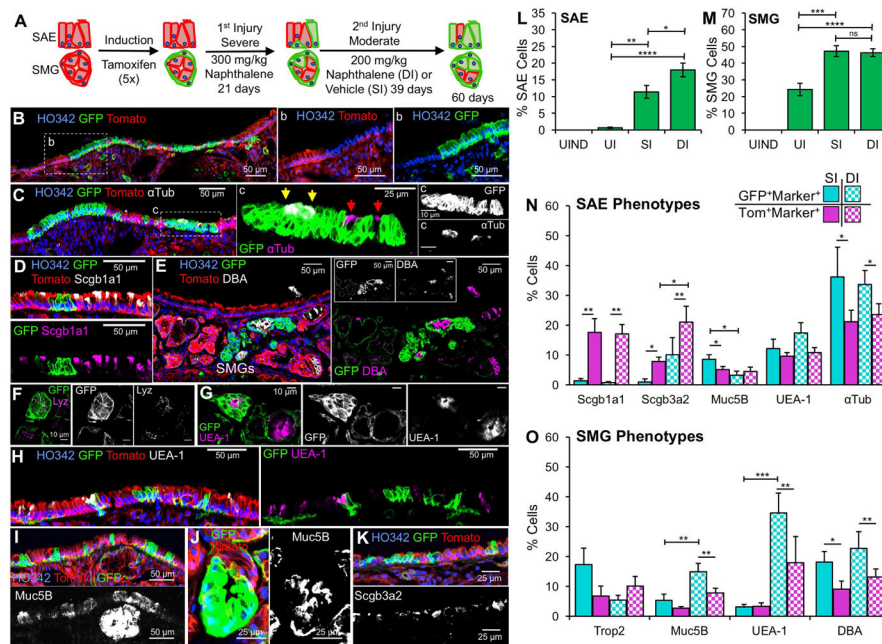 A
SAE
SMG
Induction
Tamoxifen
(5x)
1st Injury
Severe
300 mg/kg
Naphthalene
21 days
2nd Injury
Moderate
200 mg/kg
Naphthalene (DI) or
Vehicle (SI) 39 days
60 days
B HO342 GFP Tomato
b
50 µm
b HO342 Tomato
50 µm
b HO342 GFP
50 µm
C HO342 GFP Tomato αTub
50 µm
c
c
25 µm
GFP αTub
c GFP
10 µm
c αTub
D 50 µm
HO342 GFP
Tomato Scgb1a1
GFP Scgb1a1
50 µm
E HO342 GFP
Tomato DBA
50 µm
SMGs
GFP
50 µm
DBA
50 µm
GFP DBA
F GFP
Lyz
10 µm
GFP
Lyz
G 10 µm
GFP
UEA-1
GFP
UEA-1
H HO342 GFP Tomato UEA-1
50 µm
GFP UEA-1
50 µm
I
HO342 Tomato GFP
50 µm
Muc5B
50 µm
J GFP
Tomato
25 µm
Muc5B
25 µm
K HO342 GFP Tomato
25 µm
Scgb3a2
25 µm
L SAE
% SAE Cells
35
30
25
20
15
10
5
0
UIND UI SI DI
** * ****
M SMG
% SMG Cells
60
50
40
30
20
10
0
UIND UI SI DI
*** **** ns
N SAE Phenotypes
SI DI
GFP+Marker+
Tom+Marker+
% Cells
60
50
40
30
20
10
0
** ** * * ** * * * *
Scgb1a1 Scgb3a2 Muc5B UEA-1 αTub
O SMG Phenotypes
% Cells
60
50
40
30
20
10
0
** ** *** ** * **
Trop2 Muc5B UEA-1 DBA